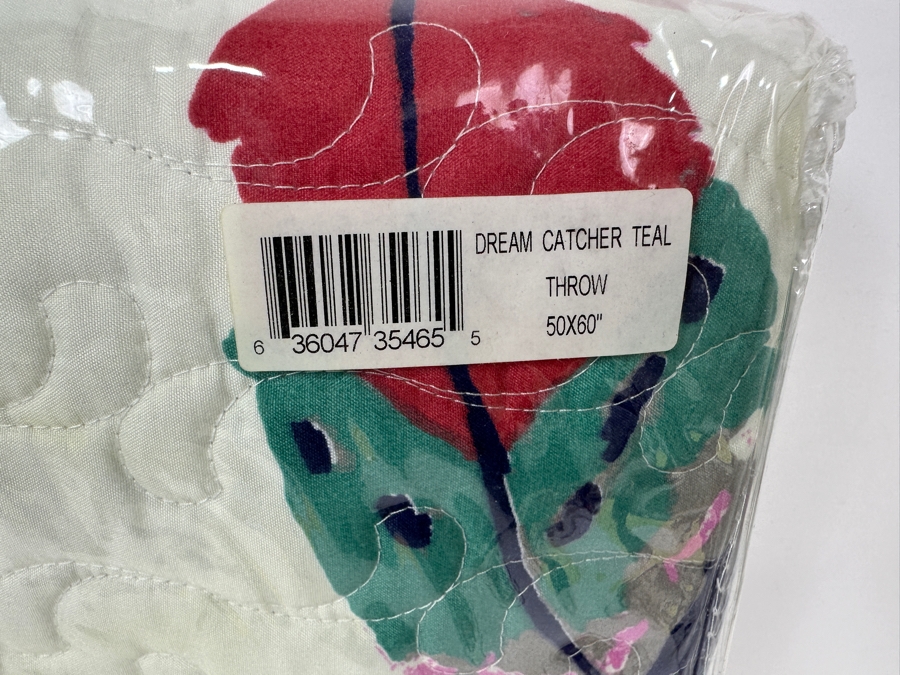 DREAM CATCHER TEAL
THROW
50X60"
6 36047 35465 5